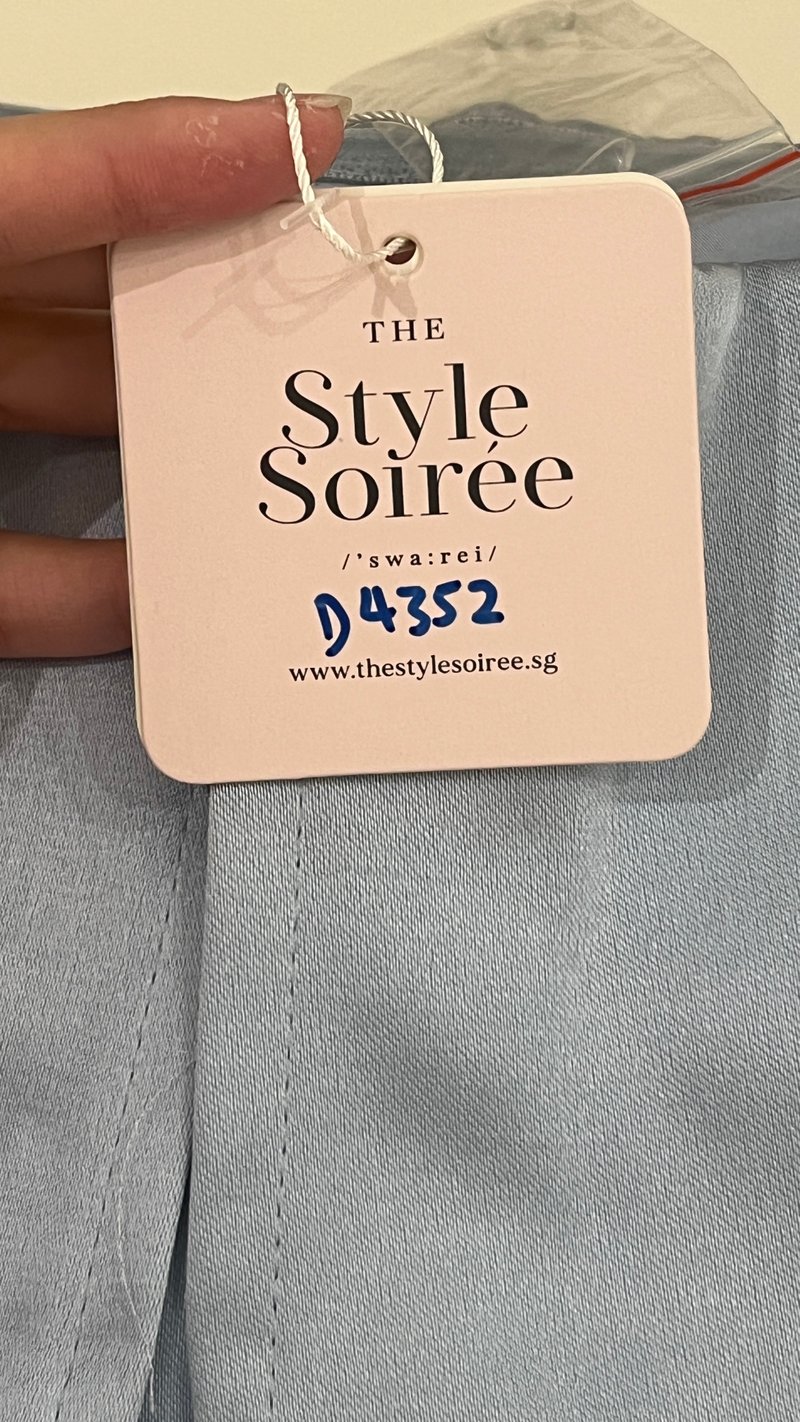 THE
Style
Soirée
/'swa:rei/
D4352
www.thestylesoiree.sg